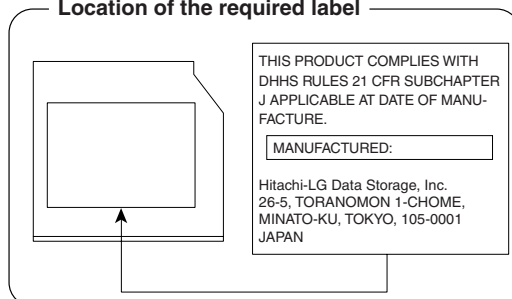 Location of the required label
THIS PRODUCT COMPLIES WITH
DHHS RULES 21 CFR SUBCHAPTER
J APPLICABLE AT DATE OF MANU-
FACTURE.
MANUFACTURED:
Hitachi-LG Data Storage, Inc.
26-5, TORANOMON 1-CHOME,
MINATO-KU, TOKYO, 105-0001
JAPAN